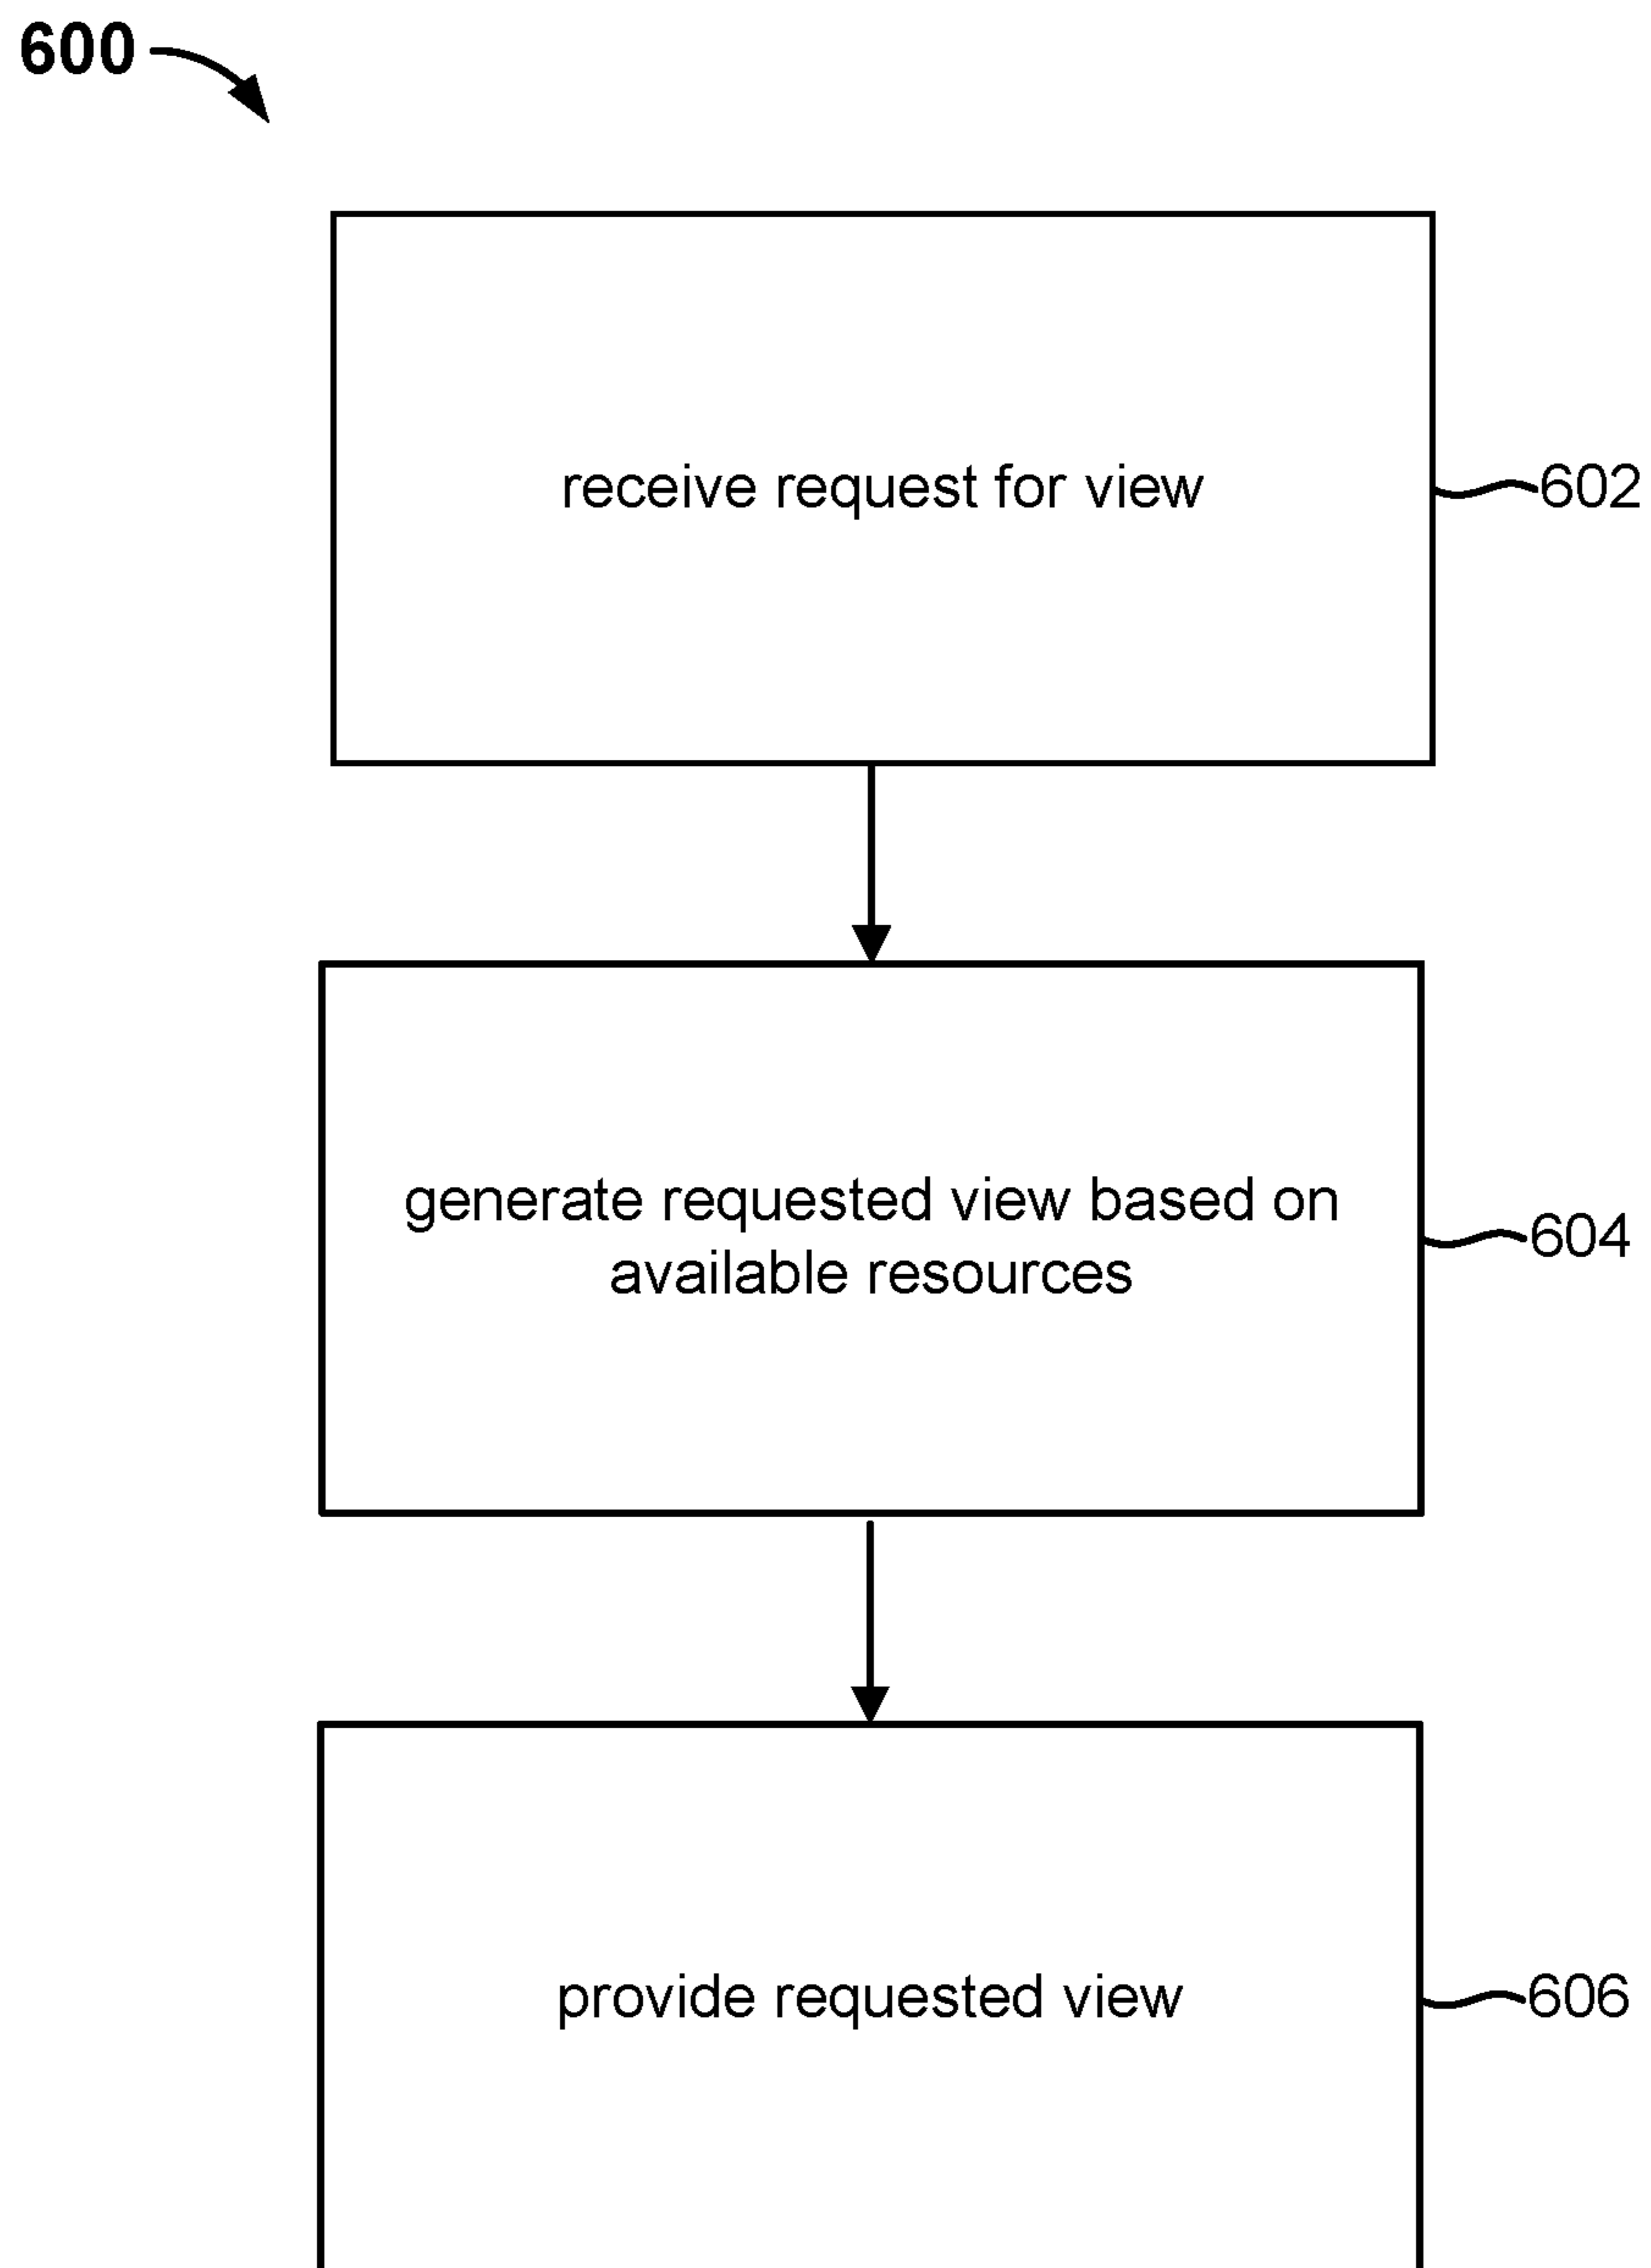 600
receive request for view
602
generate requested view based on
available resources
604
provide requested view
606